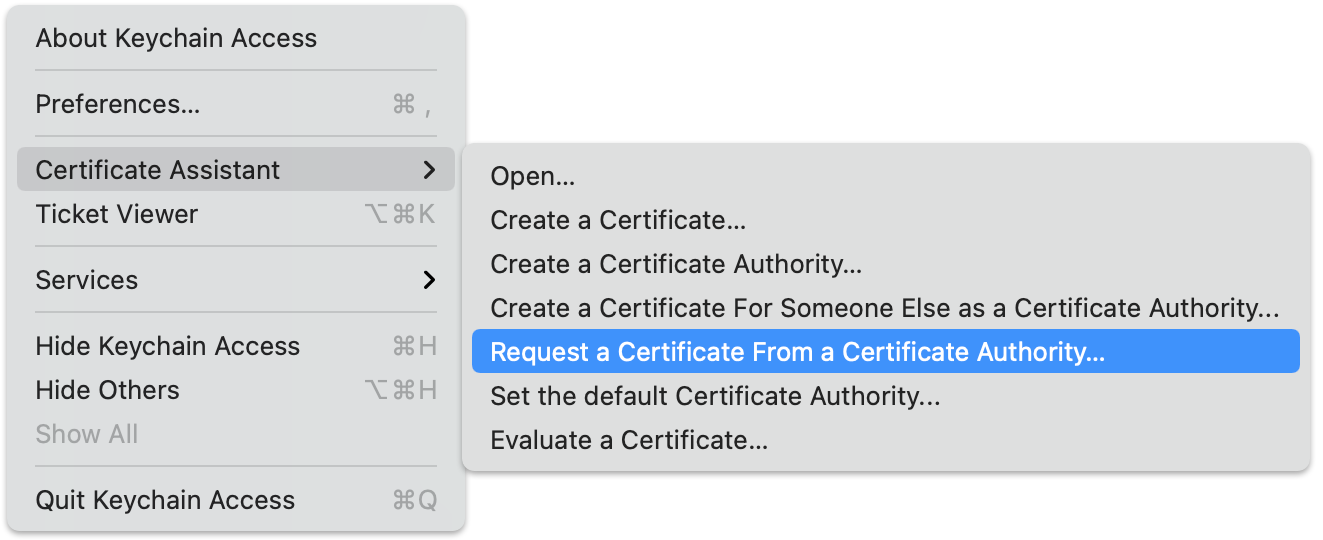 About Keychain Access
Preferences... ⌘ ,
Certificate Assistant
Ticket Viewer ⌥⌘K
Services
Hide Keychain Access ⌘H
Hide Others ⌥⌘H
Show All
Quit Keychain Access ⌘Q
Open...
Create a Certificate...
Create a Certificate Authority...
Create a Certificate For Someone Else as a Certificate Authority...
Request a Certificate From a Certificate Authority...
Set the default Certificate Authority...
Evaluate a Certificate...